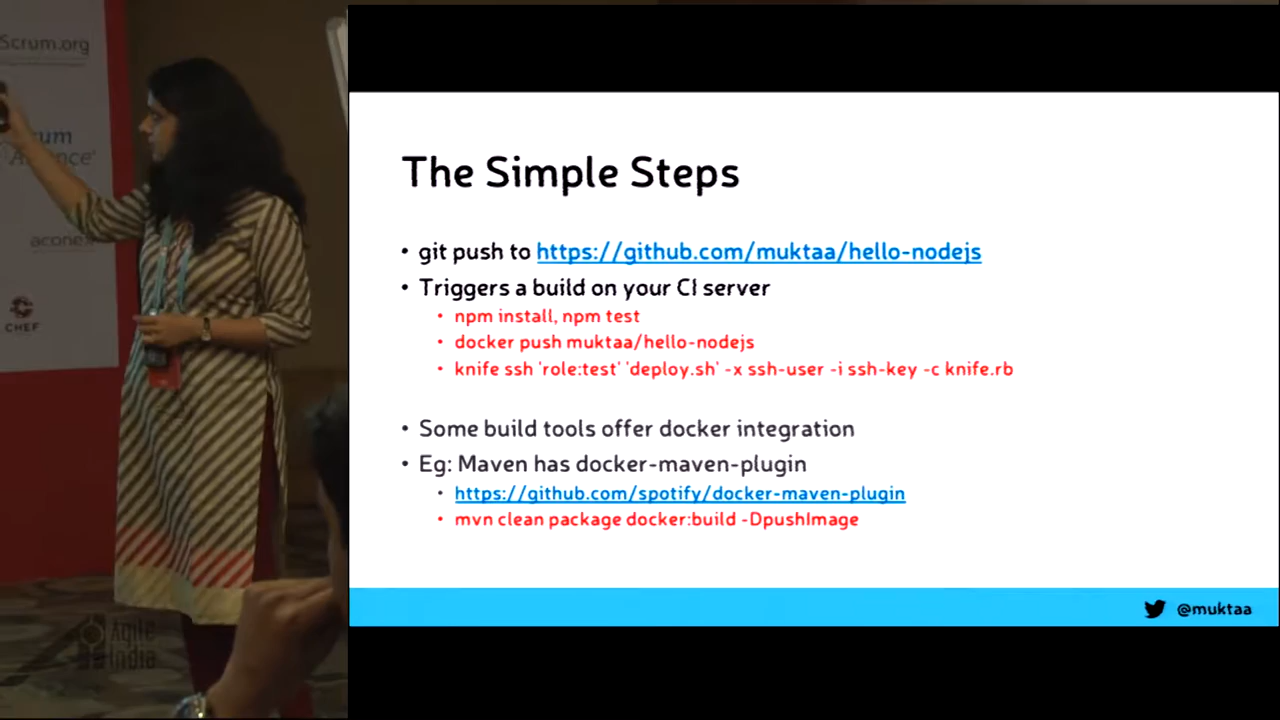 Scrum.org
aconex
CHEF
Agile
India
The Simple Steps
• git push to https://github.com/muktaa/hello-nodejs
• Triggers a build on your CI server
• npm install, npm test
• docker push muktaa/hello-nodejs
• knife ssh 'role:test' 'deploy.sh' -x ssh-user -i ssh-key -c knife.rb
• Some build tools offer docker integration
• Eg: Maven has docker-maven-plugin
• https://github.com/spotify/docker-maven-plugin
• mvn clean package docker:build -DpushImage
@muktaa